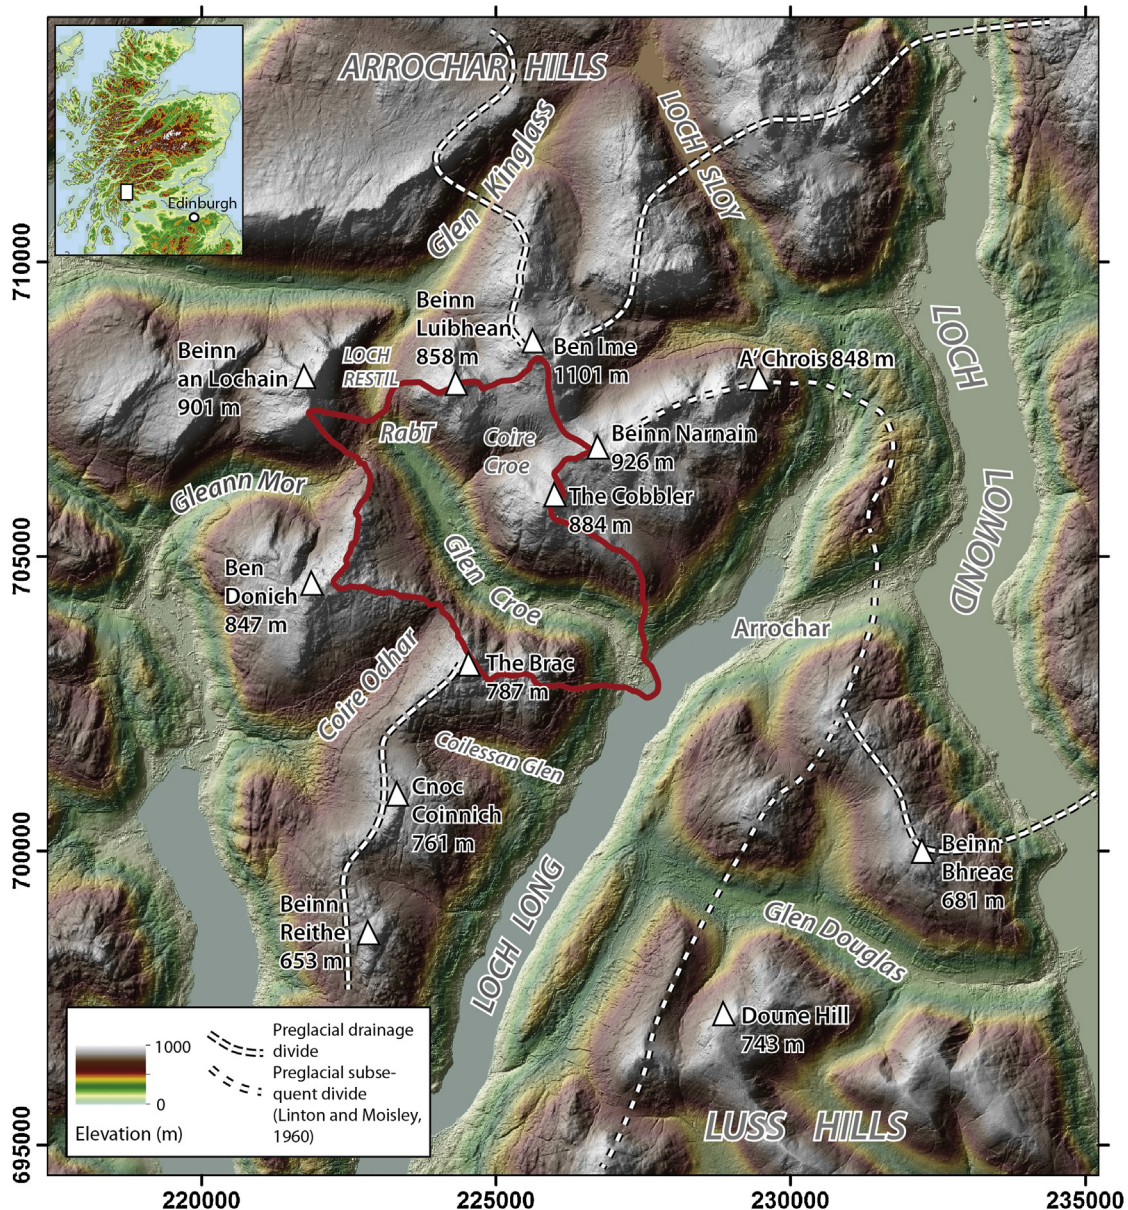 ARROCHAR HILLS
Edinburgh
Glen Kinglass
LOCH SLOY
710000
Beinn
Luibhean
858 m
Ben Ime
1101 m
LOCH
RESTIL
Beinn
an Lochain
901 m
A' Chrois 848 m
LOCH
LOMOND
RabT
Coire
Croe
Beinn Narnain
926 m
The Cobbler
884 m
Gleann Mor
705000
Glen Croe
Ben
Donich
847 m
Arrochar
Coire Odhar
The Brac
787 m
Coilessan Glen
Cnoc
Coinnich
761 m
700000
Beinn
Bhreac
681 m
Beinn
Reithe
653 m
LOCH LONG
Glen Douglas
Doune Hill
743 m
LUSS HILLS
1000
0
Elevation (m)
Preglacial drainage
divide
Preglacial subse-
quent divide
(Linton and Moisley,
1960)
695000
220000
225000
230000
235000